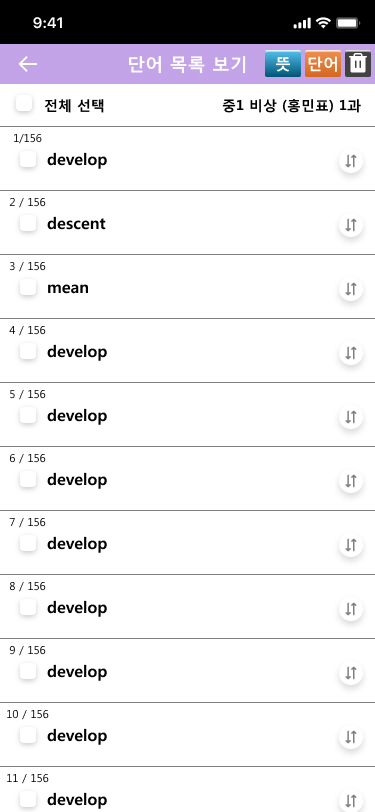 9:41
단어 목록 보기 뜻 단어
전체 선택 중1 비상 (홍민표) 1과
1/156
develop
2 / 156
descent
3 / 156
mean
4 / 156
develop
5 / 156
develop
6 / 156
develop
7 / 156
develop
8 / 156
develop
9 / 156
develop
10 / 156
develop
11 / 156
develop